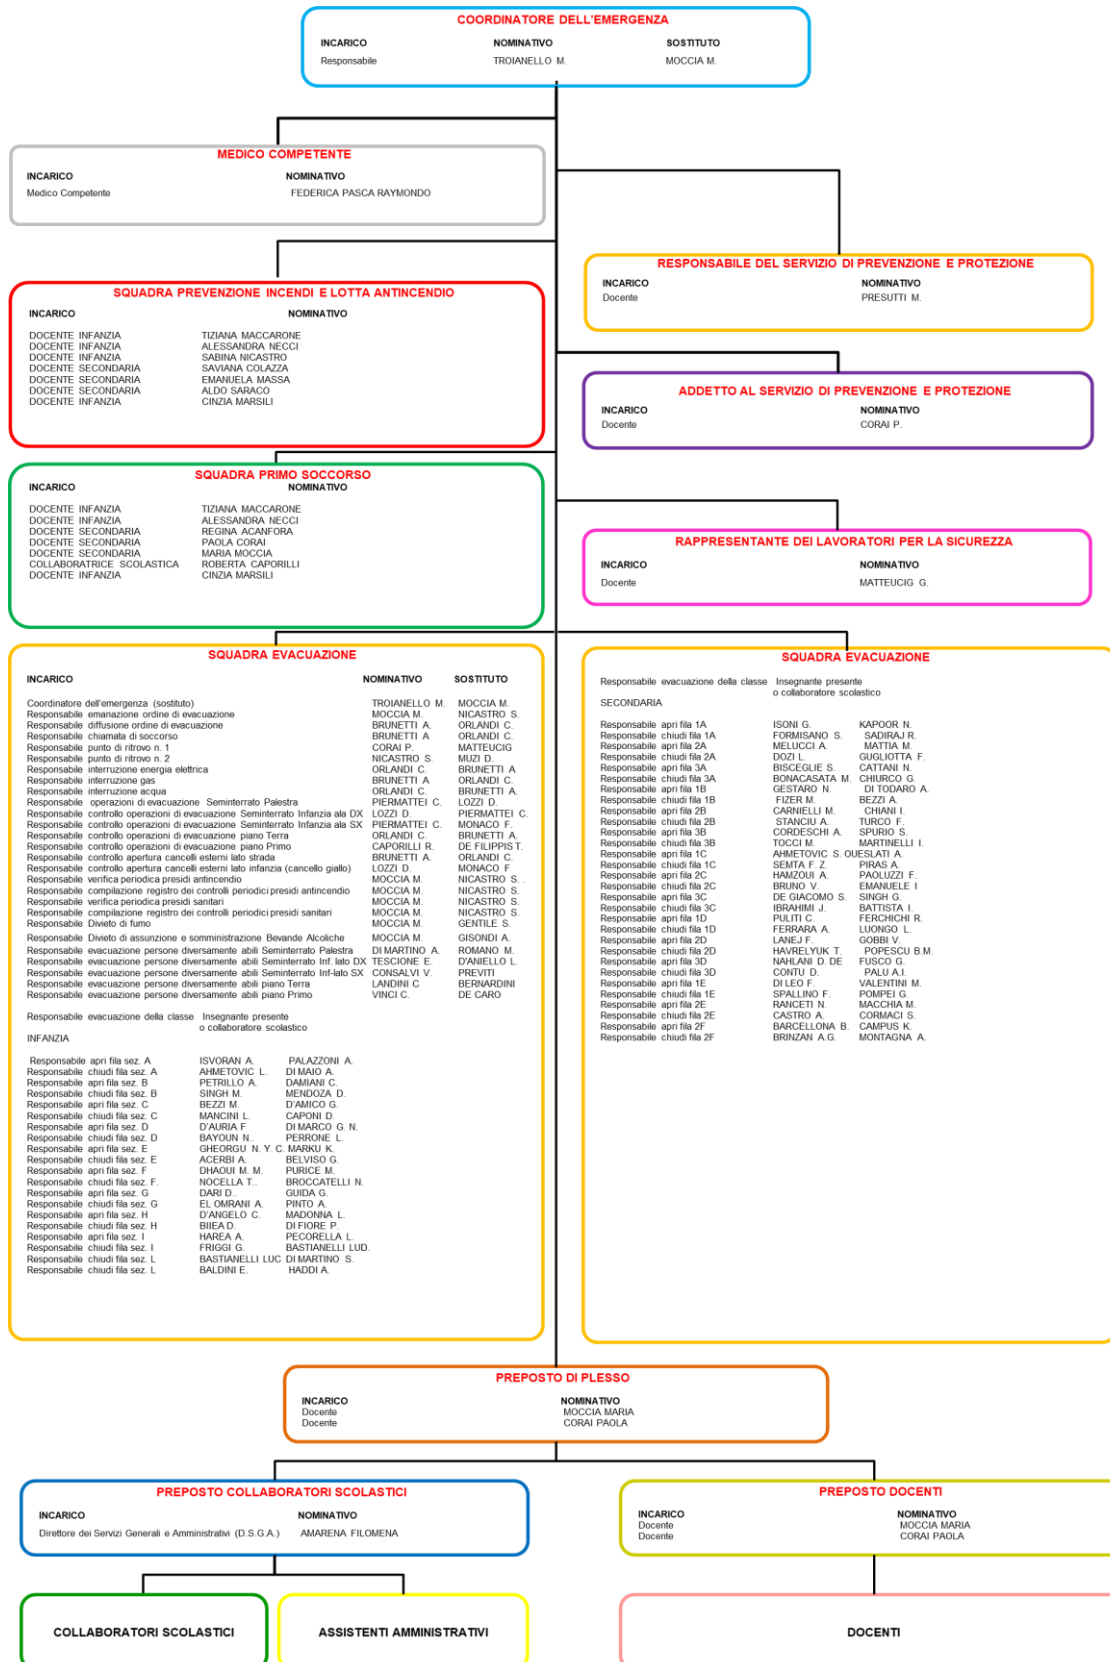 COORDINATORE DELL'EMERGENZA
INCARICO NOMINATIVO SOSTITUTO
Responsabile TROIANELLO M. MOCCIA M.
MEDICO COMPETENTE
INCARICO NOMINATIVO
Medico Competente FEDERICA PASCA RAYMONDO
RESPONSABILE DEL SERVIZIO DI PREVENZIONE E PROTEZIONE
INCARICO NOMINATIVO
Docente PRESUTTI M.
SQUADRA PREVENZIONE INCENDI E LOTTA ANTINCENDIO
INCARICO NOMINATIVO
DOCENTE INFANZIA TIZIANA MACCARONE
DOCENTE INFANZIA ALESSANDRA NECCI
DOCENTE INFANZIA SABINA NICASTRO
DOCENTE SECONDARIA SAVIANA COLAZZA
DOCENTE SECONDARIA EMANUELA MASSA
DOCENTE SECONDARIA ALDO SARACO
DOCENTE INFANZIA CINZIA MARSILI
ADDETTO AL SERVIZIO DI PREVENZIONE E PROTEZIONE
INCARICO NOMINATIVO
Docente CORAI P.
SQUADRA PRIMO SOCCORSO
INCARICO NOMINATIVO
DOCENTE INFANZIA TIZIANA MACCARONE
DOCENTE INFANZIA ALESSANDRA NECCI
DOCENTE SECONDARIA REGINA ACANFORA
DOCENTE SECONDARIA PAOLA CORAI
DOCENTE SECONDARIA MARIA MOCCIA
COLLABORATRICE SCOLASTICA ROBERTA CAPORILLI
DOCENTE INFANZIA CINZIA MARSILI
RAPPRESENTANTE DEI LAVORATORI PER LA SICUREZZA
INCARICO NOMINATIVO
Docente MATTEUCIG G.
SQUADRA EVACUAZIONE
INCARICO NOMINATIVO SOSTITUTO
Coordinatore dell'emergenza (sostituto) TROIANELLO M. MOCCIA M.
Responsabile emanazione ordine di evacuazione MOCCIA M. NICASTRO S.
Responsabile diffusione ordine di evacuazione BRUNETTI A. ORLANDI C.
Responsabile chiamata di soccorso BRUNETTI A ORLANDI C.
Responsabile punto di ritrovo n. 1 CORAI P. MATTEUCIG
Responsabile punto di ritrovo n. 2 NICASTRO S. MUZI D.
Responsabile interruzione energia elettrica ORLANDI C. BRUNETTI A
Responsabile interruzione gas BRUNETTI A ORLANDI C.
Responsabile interruzione acqua ORLANDI C. BRUNETTI A.
Responsabile operazioni di evacuazione Seminterrato Palestra PIERMATTEI C. LOZZI D.
Responsabile controllo operazioni di evacuazione Seminterrato Infanzia ala DX LOZZI D. PIERMATTEI C.
Responsabile controllo operazioni di evacuazione Seminterrato Infanzia ala SX PIERMATTEI C. MONACO F.
Responsabile controllo operazioni di evacuazione piano Terra ORLANDI C. BRUNETTI A.
Responsabile controllo operazioni di evacuazione piano Primo CAPORILLI R. DE FILIPPIS T.
Responsabile controllo apertura cancelli esterni lato strada BRUNETTI A. ORLANDI C.
Responsabile controllo apertura cancelli esterni lato infanzia (cancello giallo) LOZZI D. MONACO F
Responsabile verifica periodica presidi antincendio MOCCIA M. NICASTRO S. .
Responsabile compilazione registro dei controlli periodici presidi antincendio MOCCIA M. NICASTRO S.
Responsabile verifica periodica presidi sanitari MOCCIA M. NICASTRO S.
Responsabile compilazione registro dei controlli periodici presidi sanitari MOCCIA M. NICASTRO S.
Responsabile Divieto di fumo MOCCIA M. GENTILE S.
Responsabile Divieto di assunzione e somministrazione Bevande Alcoliche MOCCIA M. GISONDI A.
Responsabile evacuazione persone diversamente abili Seminterrato Palestra DI MARTINO A. ROMANO M.
Responsabile evacuazione persone diversamente abili Seminterrato Inf. lato DX TESCIONE E. D'ANIELLO L.
Responsabile evacuazione persone diversamente abili Seminterrato Inf-lato SX CONSALVI V. PREVITI
Responsabile evacuazione persone diversamente abili piano Terra LANDINI C BERNARDINI
Responsabile evacuazione persone diversamente abili piano Primo VINCI C. DE CARO
Responsabile evacuazione della classe Insegnante presente
o collaboratore scolastico
INFANZIA
Responsabile apri fila sez. A ISVORAN A. PALAZZONI A.
Responsabile chiudi fila sez. A AHMETOVIC L. DI MAIO A.
Responsabile apri fila sez. B PETRILLO A. DAMIANI C.
Responsabile chiudi fila sez. B SINGH M. MENDOZA D.
Responsabile apri fila sez. C BEZZI M. D'AMICO G.
Responsabile chiudi fila sez. C MANCINI L. CAPONI D.
Responsabile apri fila sez. D D'AURIA F DI MARCO G. N.
Responsabile chiudi fila sez. D BAYOUN N.. PERRONE L.
Responsabile apri fila sez. E GHEORGU N. Y. C. MARKU K.
Responsabile chiudi fila sez. E ACERBI A. BELVISO G.
Responsabile apri fila sez. F DHAOUI M. M. PURICE M.
Responsabile chiudi fila sez. F. NOCELLA T.. BROCCATELLI N.
Responsabile apri fila sez. G DARI D.. GUIDA G.
Responsabile chiudi fila sez. G EL OMRANI A. PINTO A.
Responsabile apri fila sez. H D'ANGELO C. MADONNA L.
Responsabile chiudi fila sez. H BIIEA D. DI FIORE P.
Responsabile apri fila sez. I HAREA A. PECORELLA L.
Responsabile chiudi fila sez. I FRIGGI G. BASTIANELLI LUD.
Responsabile chiudi fila sez. L BASTIANELLI LUC DI MARTINO S.
Responsabile chiudi fila sez. L BALDINI E. HADDI A.
SQUADRA EVACUAZIONE
Responsabile evacuazione della classe Insegnante presente
o collaboratore scolastico
SECONDARIA
Responsabile apri fila 1A ISONI G. KAPOOR N.
Responsabile chiudi fila 1A FORMISANO S. SADIRAJ R.
Responsabile apri fila 2A MELUCCI A. MATTIA M.
Responsabile chiudi fila 2A DOZI L. GUGLIOTTA F.
Responsabile apri fila 3A BISCEGLIE S. CATTANI N.
Responsabile chiudi fila 3A BONACASATA M. CHIURCO G.
Responsabile apri fila 1B GESTARO N. DI TODARO A.
Responsabile chiudi fila 1B FIZER M. BEZZI A.
Responsabile apri fila 2B CARNIELLI M. CHIANI I.
Responsabile chiudi fila 2B STANCIU A. TURCO F.
Responsabile apri fila 3B CORDESCHI A. SPURIO S.
Responsabile chiudi fila 3B TOCCI M. MARTINELLI I.
Responsabile apri fila 1C AHMETOVIC S. OUESLATI A.
Responsabile chiudi fila 1C SEMTA F. Z. PIRAS A.
Responsabile apri fila 2C HAMZOUI A. PAOLUZZI F.
Responsabile chiudi fila 2C BRUNO V. EMANUELE I
Responsabile apri fila 3C DE GIACOMO S. SINGH G.
Responsabile chiudi fila 3C IBRAHIMI J. BATTISTA I.
Responsabile apri fila 1D PULITI C. FERCHICHI R.
Responsabile chiudi fila 1D FERRARA A. LUONGO L.
Responsabile apri fila 2D LANEJ F. GOBBI V.
Responsabile chiudi fila 2D HAVRELYUK T. POPESCU B.M.
Responsabile apri fila 3D NAHLANI D. DE FUSCO G.
Responsabile chiudi fila 3D CONTU D. PALU A.I.
Responsabile apri fila 1E DI LEO F. VALENTINI M.
Responsabile chiudi fila 1E SPALLINO F. POMPEI G.
Responsabile apri fila 2E RANCETI N. MACCHIA M.
Responsabile chiudi fila 2E CASTRO A. CORMACI S.
Responsabile apri fila 2F BARCELLONA B. CAMPUS K.
Responsabile chiudi fila 2F BRINZAN A.G. MONTAGNA A.
PREPOSTO DI PLESSO
INCARICO NOMINATIVO
Docente MOCCIA MARIA
Docente CORAI PAOLA
PREPOSTO COLLABORATORI SCOLASTICI
INCARICO NOMINATIVO
Direttore dei Servizi Generali e Amministrativi (D.S.G.A.) AMARENA FILOMENA
PREPOSTO DOCENTI
INCARICO NOMINATIVO
Docente MOCCIA MARIA
Docente CORAI PAOLA
COLLABORATORI SCOLASTICI
ASSISTENTI AMMINISTRATIVI
DOCENTI